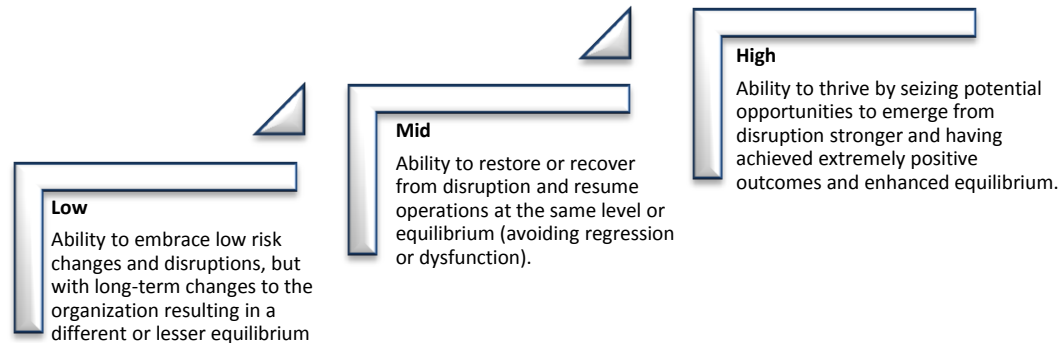 Low
Ability to embrace low risk
changes and disruptions, but
with long-term changes to the
organization resulting in a
different or lesser equilibrium
Mid
Ability to restore or recover
from disruption and resume
operations at the same level or
equilibrium (avoiding regression
or dysfunction).
High
Ability to thrive by seizing potential
opportunities to emerge from
disruption stronger and having
achieved extremely positive
outcomes and enhanced equilibrium.